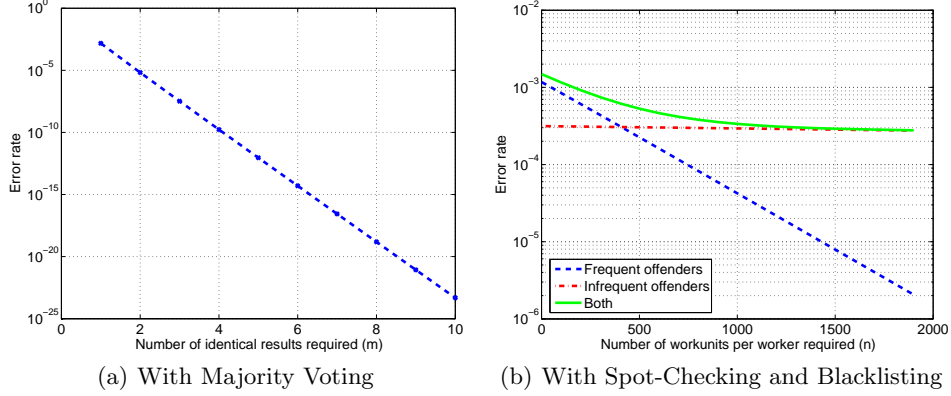 10^0
10^−5
10^−10
10^−15
10^−20
10^−25
Error rate
0 2 4 6 8 10
Number of identical results required (m)
(a) With Majority Voting
10^−2
10^−3
10^−4
10^−5
10^−6
Error rate
Frequent offenders
Infrequent offenders
Both
0 500 1000 1500 2000
Number of workunits per worker required (n)
(b) With Spot-Checking and Blacklisting